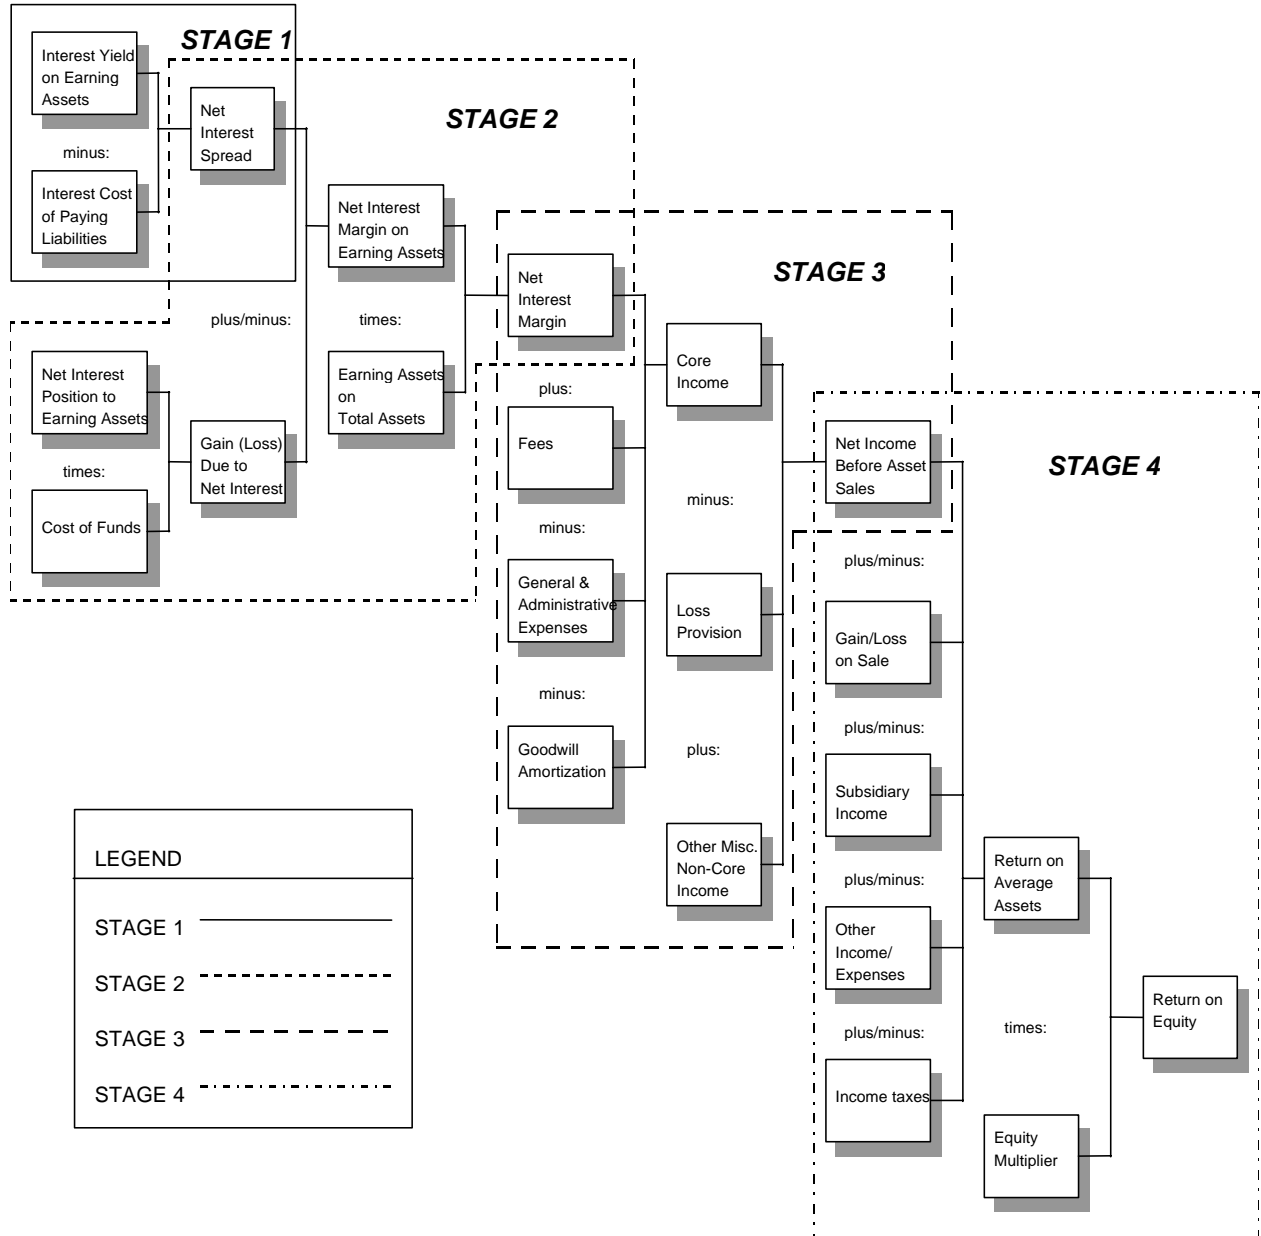 STAGE 1
Interest Yield
on Earning
Assets
minus:
Interest Cost
of Paying
Liabilities
Net
Interest
Spread
STAGE 2
plus/minus:
Net Interest
Position to
Earning Assets
times:
Cost of Funds
Gain (Loss)
Due to
Net Interest
Net Interest
Margin on
Earning Assets
times:
Earning Assets
on
Total Assets
STAGE 3
Net
Interest
Margin
plus:
Fees
minus:
General &
Administrative
Expenses
minus:
Goodwill
Amortization
Core
Income
minus:
Loss
Provision
plus:
Other Misc.
Non-Core
Income
STAGE 4
Net Income
Before Asset
Sales
plus/minus:
Gain/Loss
on Sale
plus/minus:
Subsidiary
Income
plus/minus:
Other
Income/
Expenses
plus/minus:
Income taxes
Return on
Average
Assets
times:
Equity
Multiplier
Return on
Equity
LEGEND
STAGE 1
STAGE 2
STAGE 3
STAGE 4